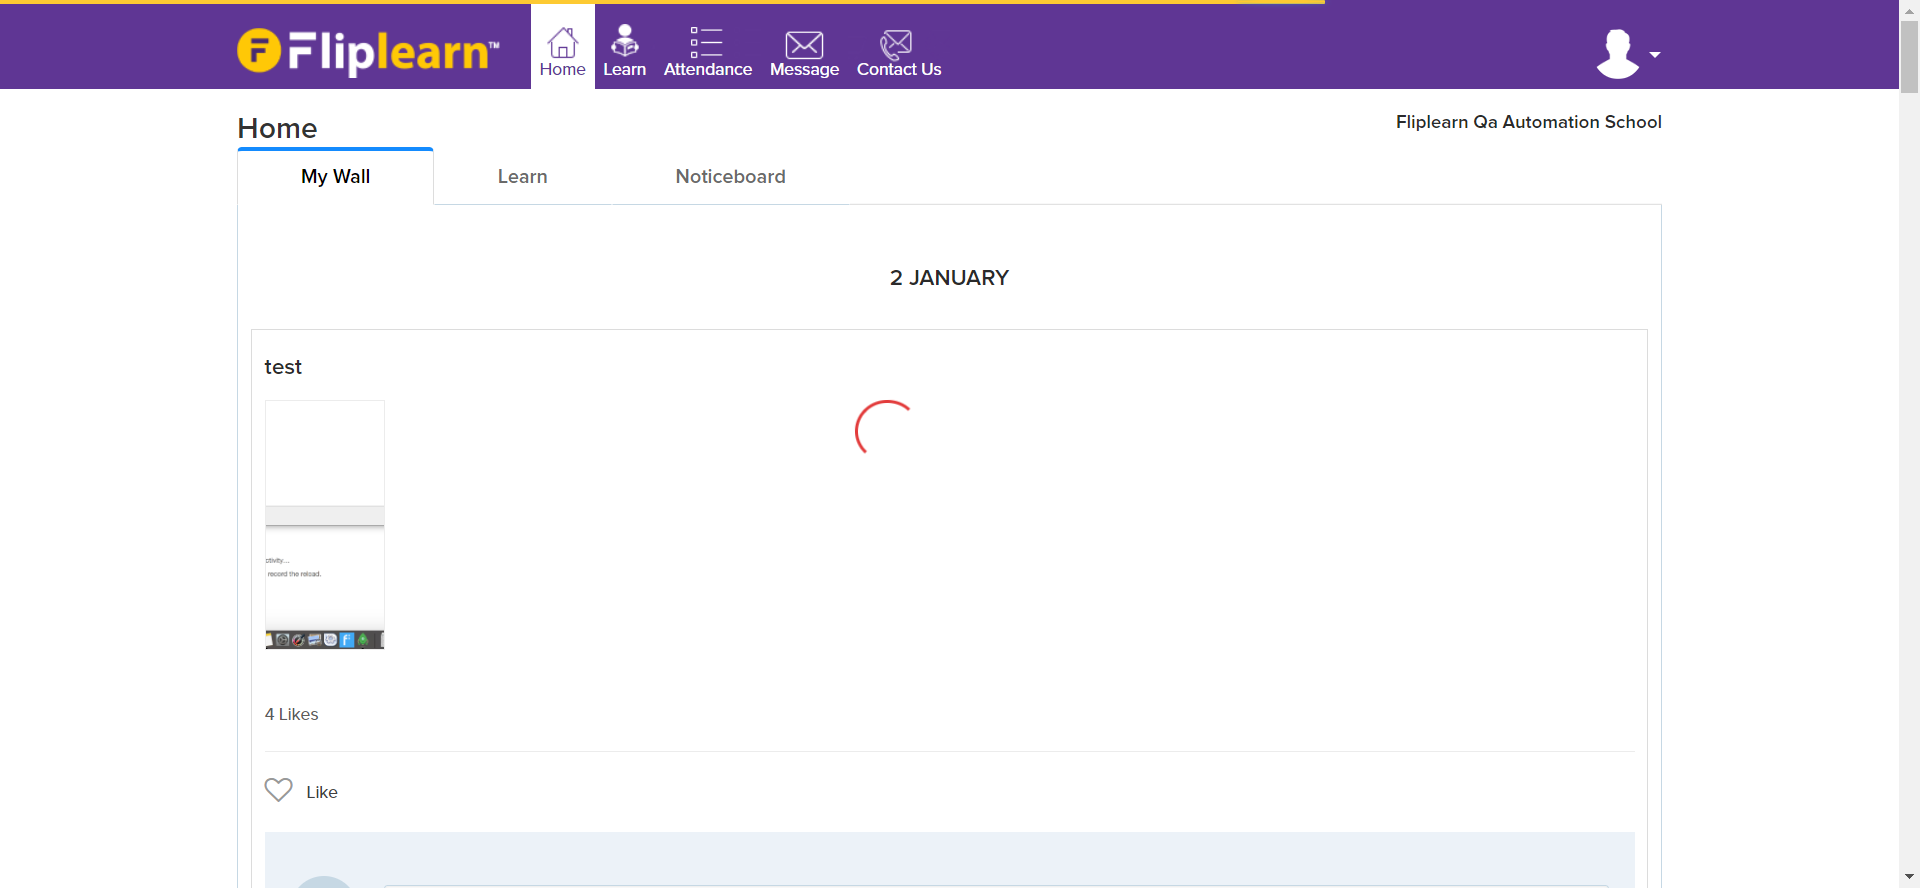 Fliplearn™
Home
Learn
Attendance
Message
Contact Us
Home
Fliplearn Qa Automation School
My Wall
Learn
Noticeboard
2 JANUARY
test
ctivity...
record the reload.
4 Likes
Like